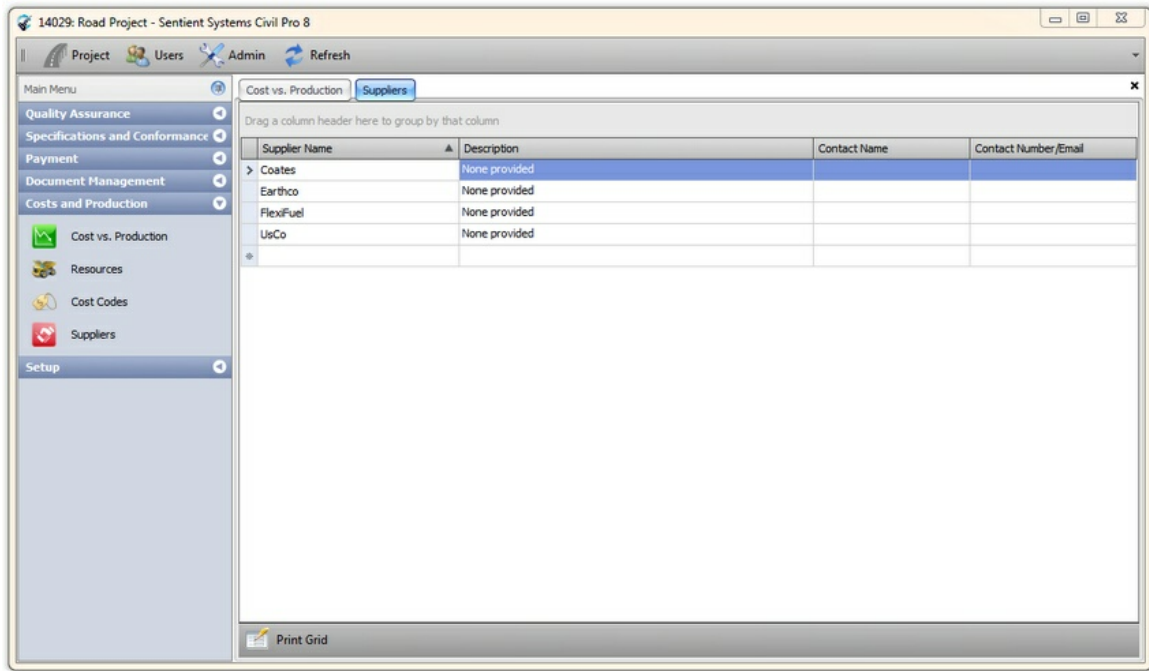 14029: Road Project - Sentient Systems Civil Pro 8
Project Users Admin Refresh
Main Menu
Quality Assurance
Specifications and Conformance
Payment
Document Management
Costs and Production
Cost vs. Production
Resources
Cost Codes
Suppliers
Setup
Cost vs. Production Suppliers
Drag a column header here to group by that column
Supplier Name Description Contact Name Contact Number/Email
Coates None provided
Earthco None provided
FlexiFuel None provided
UsCo None provided
Print Grid